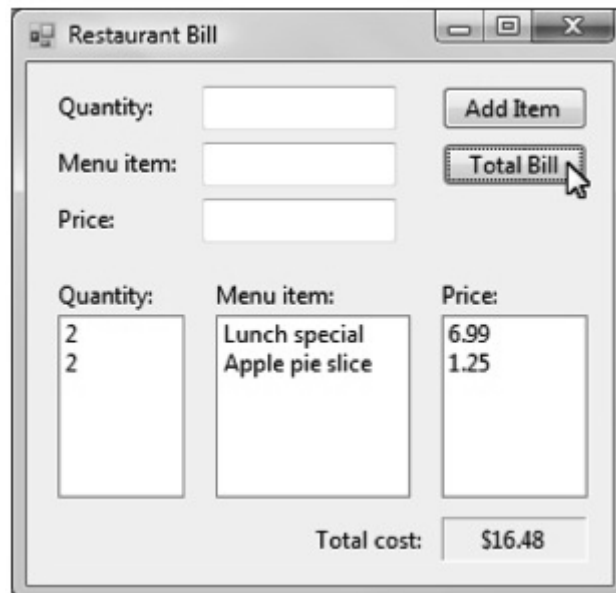 Restaurant Bill
Quantity:
Add Item
Menu item:
Total Bill
Price:
Quantity: Menu item: Price:
2 Lunch special 6.99
2 Apple pie slice 1.25
Total cost: $16.48